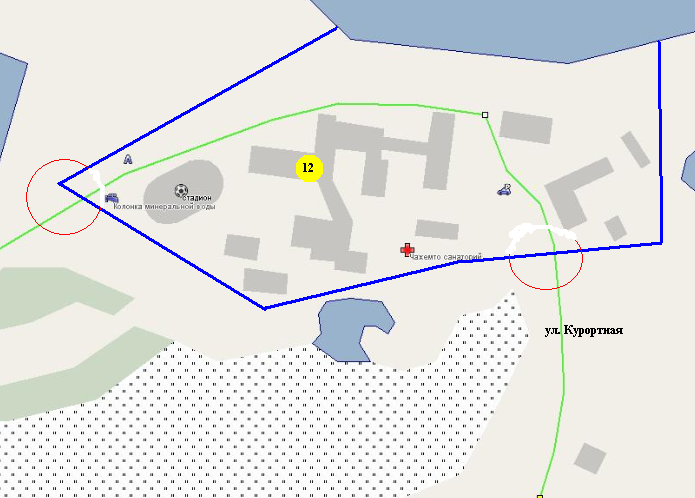 12
Стадион
Колонка минеральной воды
Чажемто санаторий
ул. Курортная